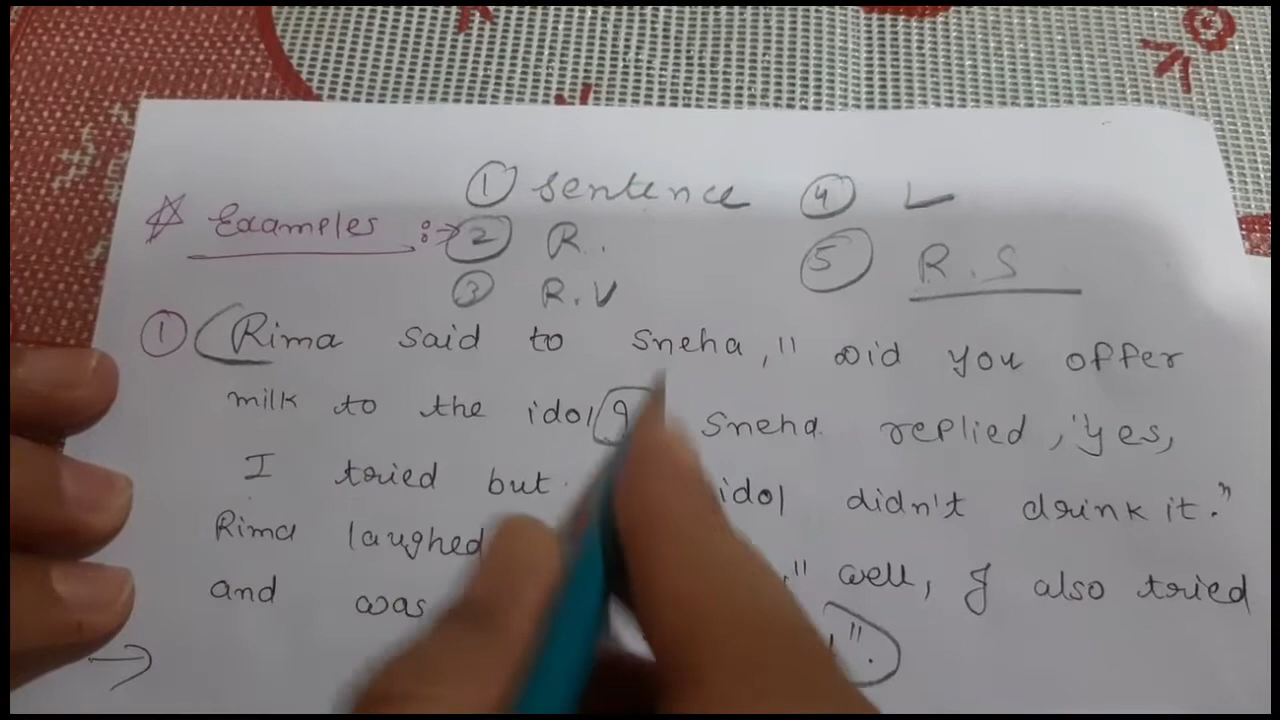 ① sentence ④ L
☆ Examples :→ ② R. ⑤ R.S
③ R.V
① Rima said to Sneha," Did you offer
milk to the idol? Sneha replied,"yes,
I tried but idol didn't drink it."
Rima laughed ," well, I also tried
and was ".
→